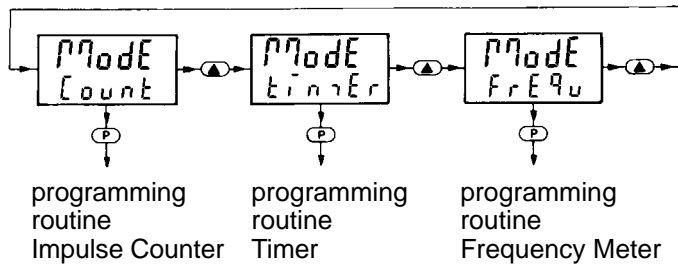 ModE
Count
ModE
timEr
ModE
FrEqu
P
P
P
programming
routine
Impulse Counter
programming
routine
Timer
programming
routine
Frequency Meter